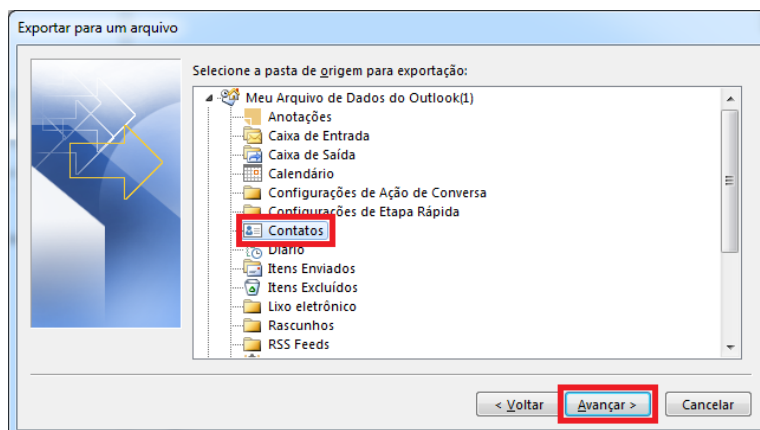 Exportar para um arquivo
Selecione a pasta de origem para exportação:
Meu Arquivo de Dados do Outlook(1)
Anotações
Caixa de Entrada
Caixa de Saída
Calendário
Configurações de Ação de Conversa
Configurações de Etapa Rápida
Contatos
Diário
Itens Enviados
Itens Excluídos
Lixo eletrônico
Rascunhos
RSS Feeds
< Voltar Avançar > Cancelar